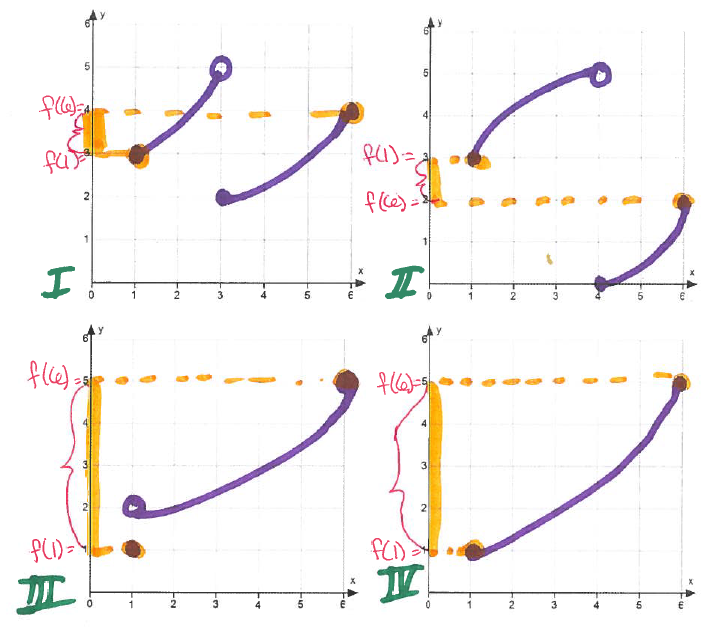 y
6
5
f(6)=4
f(1)=3
2
1
x
I
0 1 2 3 4 5 6
y
6
5
4
f(1)=3
f(6)=2
1
x
II
0 1 2 3 4 5 6
y
6
f(6)=5
4
3
2
f(1)=1
x
III
0 1 2 3 4 5 6
y
6
f(6)=5
4
3
2
f(1)=1
x
IV
0 1 2 3 4 5 6